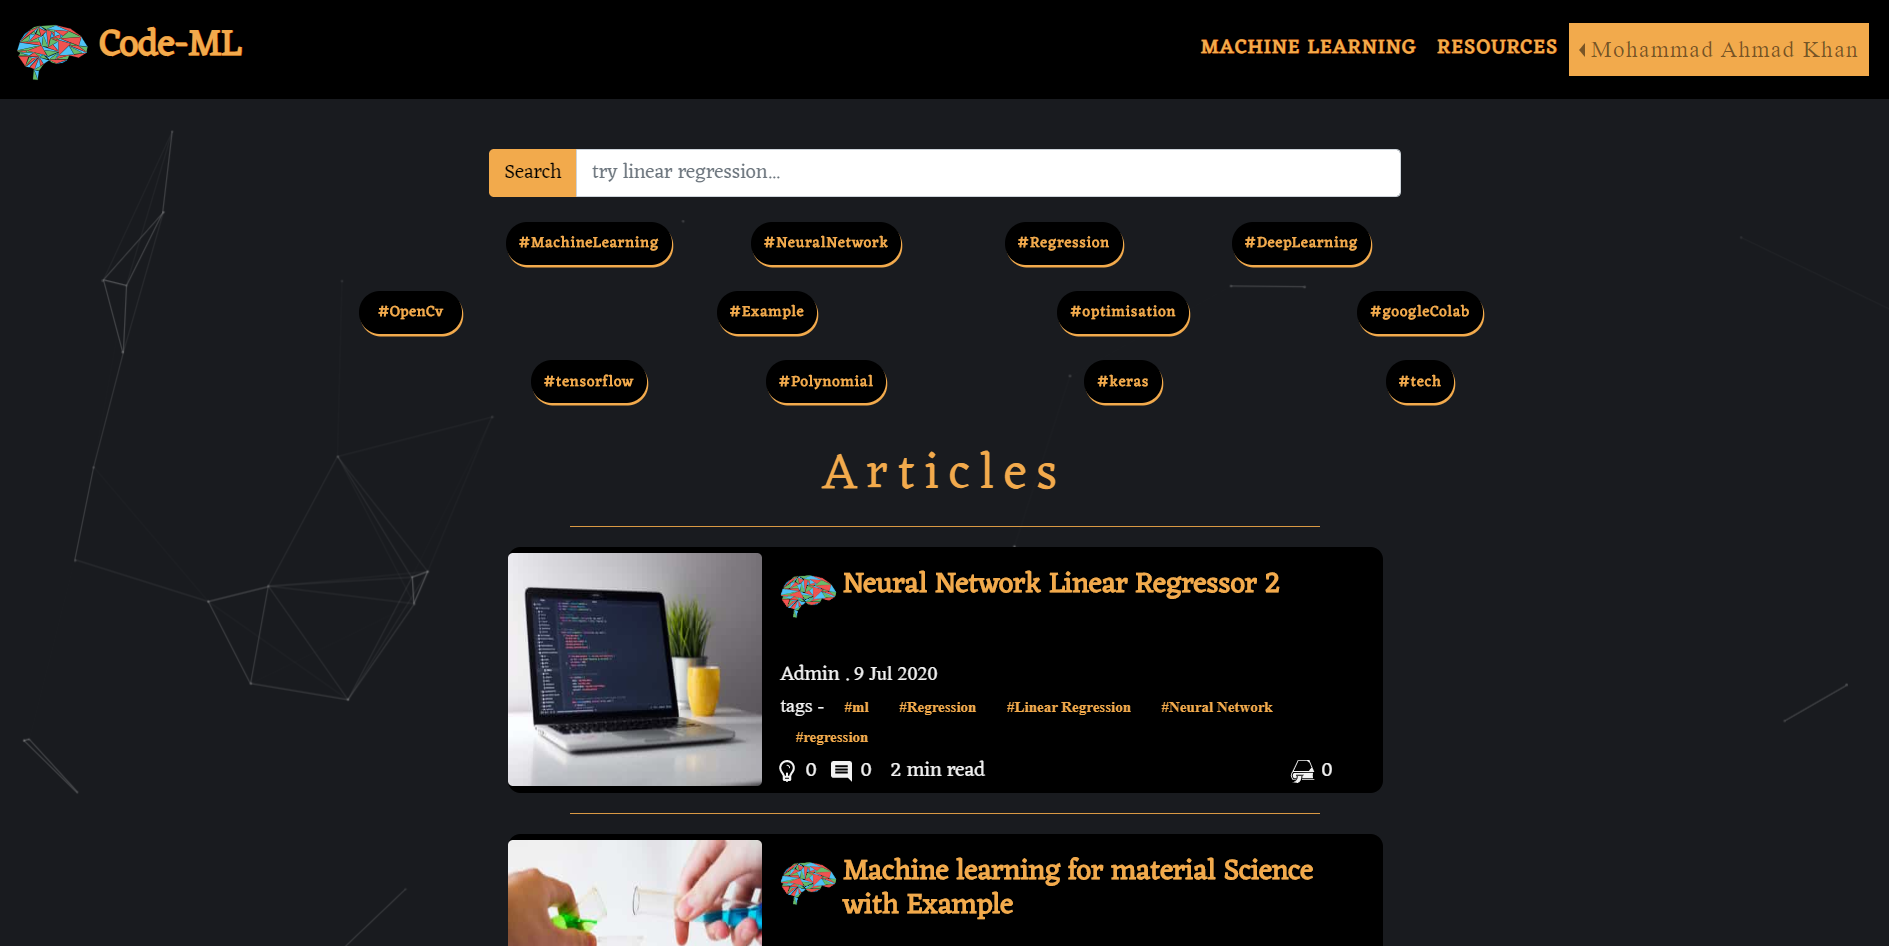 Code-ML
MACHINE LEARNING RESOURCES Mohammad Ahmad Khan
Search try linear regression...
#MachineLearning #NeuralNetwork #Regression #DeepLearning
#OpenCv #Example #optimisation #googleColab
#tensorflow #Polynomial #keras #tech
Articles
Neural Network Linear Regressor 2
Admin . 9 Jul 2020
tags - #ml #Regression #Linear Regression #Neural Network
#regression
0 0 2 min read 0
Machine learning for material Science
with Example